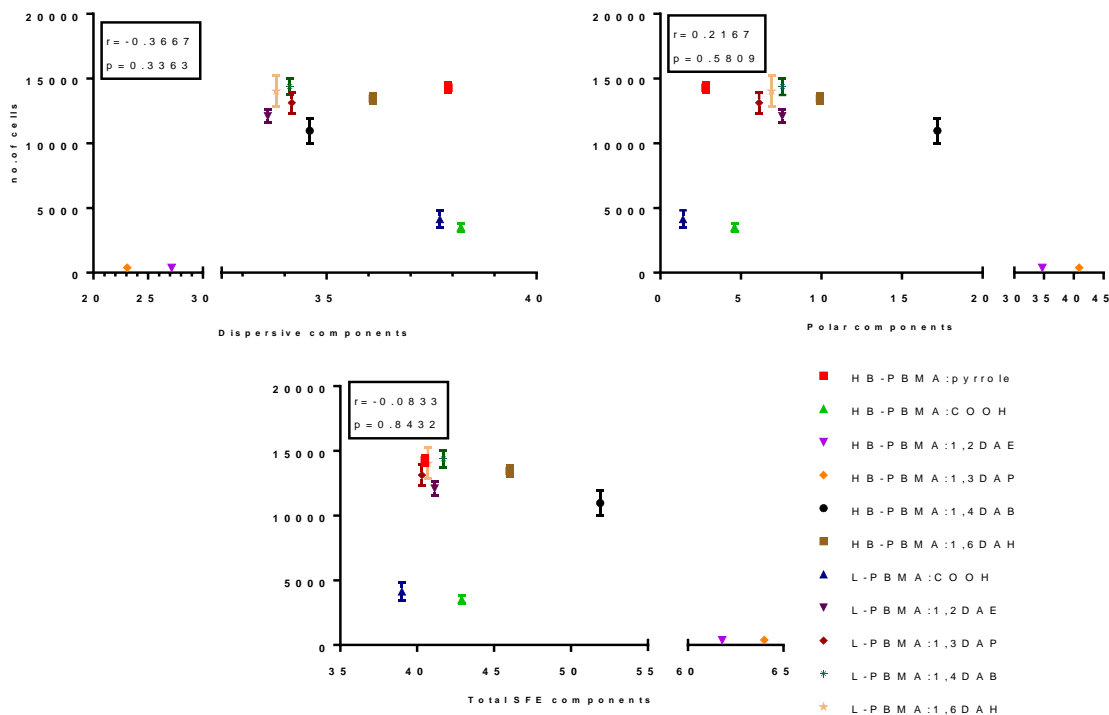 20000
15000
10000
5000
0
no.of cells
r=-0.3667
p=0.3363
20 25 30 35 40
Dispersive components
20000
15000
10000
5000
0
r=0.2167
p=0.5809
0 5 10 15 20 30 35 40 45
Polar components
20000
15000
10000
5000
0
r=-0.0833
p=0.8432
35 40 45 50 55 60 65
Total SFE components
HB-PBMA:pyrrole
HB-PBMA:COOH
HB-PBMA:1,2DAE
HB-PBMA:1,3DAP
HB-PBMA:1,4DAB
HB-PBMA:1,6DAH
L-PBMA:COOH
L-PBMA:1,2DAE
L-PBMA:1,3DAP
L-PBMA:1,4DAB
L-PBMA:1,6DAH